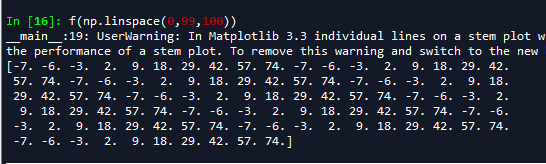 In [16]: f(np.linspace(0,99,100))
__main__:19: UserWarning: In Matplotlib 3.3 individual lines on a stem plot w
the performance of a stem plot. To remove this warning and switch to the new
[-7. -6. -3.  2.  9. 18. 29. 42. 57. 74. -7. -6. -3.  2.  9. 18. 29. 42.
 57. 74. -7. -6. -3.  2.  9. 18. 29. 42. 57. 74. -7. -6. -3.  2.  9. 18.
 29. 42. 57. 74. -7. -6. -3.  2.  9. 18. 29. 42. 57. 74. -7. -6. -3.  2.
  9. 18. 29. 42. 57. 74. -7. -6. -3.  2.  9. 18. 29. 42. 57. 74. -7. -6.
 -3.  2.  9. 18. 29. 42. 57. 74. -7. -6. -3.  2.  9. 18. 29. 42. 57. 74.
 -7. -6. -3.  2.  9. 18. 29. 42. 57. 74.]